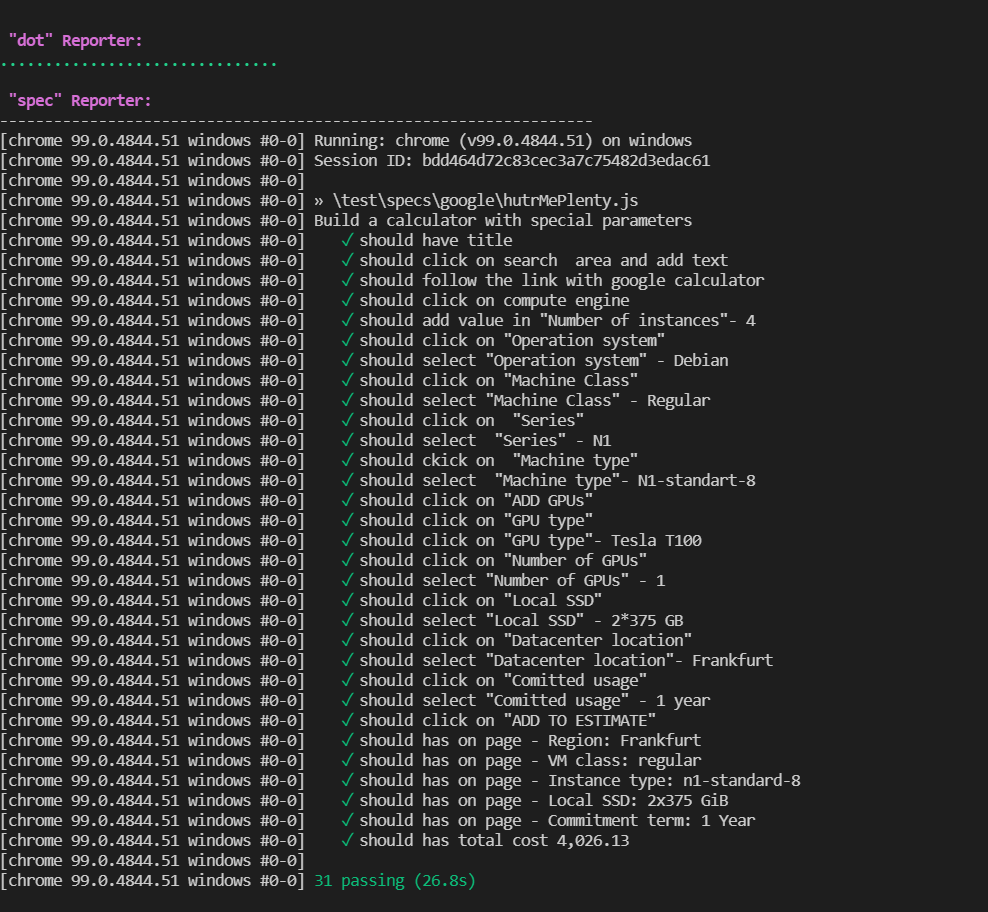 "dot" Reporter:
...............................
"spec" Reporter:
------------------------------------------------------------------
[chrome 99.0.4844.51 windows #0-0] Running: chrome (v99.0.4844.51) on windows
[chrome 99.0.4844.51 windows #0-0] Session ID: bdd464d72c83cec3a7c75482d3edac61
[chrome 99.0.4844.51 windows #0-0]
[chrome 99.0.4844.51 windows #0-0] » \test\specs\google\hutrMePlenty.js
[chrome 99.0.4844.51 windows #0-0] Build a calculator with special parameters
[chrome 99.0.4844.51 windows #0-0]    ✓ should have title
[chrome 99.0.4844.51 windows #0-0]    ✓ should click on search  area and add text
[chrome 99.0.4844.51 windows #0-0]    ✓ should follow the link with google calculator
[chrome 99.0.4844.51 windows #0-0]    ✓ should click on compute engine
[chrome 99.0.4844.51 windows #0-0]    ✓ should add value in "Number of instances"- 4
[chrome 99.0.4844.51 windows #0-0]    ✓ should click on "Operation system"
[chrome 99.0.4844.51 windows #0-0]    ✓ should select "Operation system" - Debian
[chrome 99.0.4844.51 windows #0-0]    ✓ should click on "Machine Class"
[chrome 99.0.4844.51 windows #0-0]    ✓ should select "Machine Class" - Regular
[chrome 99.0.4844.51 windows #0-0]    ✓ should click on  "Series"
[chrome 99.0.4844.51 windows #0-0]    ✓ should select  "Series" - N1
[chrome 99.0.4844.51 windows #0-0]    ✓ should ckick on  "Machine type"
[chrome 99.0.4844.51 windows #0-0]    ✓ should select  "Machine type"- N1-standart-8
[chrome 99.0.4844.51 windows #0-0]    ✓ should click on "ADD GPUs"
[chrome 99.0.4844.51 windows #0-0]    ✓ should click on "GPU type"
[chrome 99.0.4844.51 windows #0-0]    ✓ should click on "GPU type"- Tesla T100
[chrome 99.0.4844.51 windows #0-0]    ✓ should click on "Number of GPUs"
[chrome 99.0.4844.51 windows #0-0]    ✓ should select "Number of GPUs" - 1
[chrome 99.0.4844.51 windows #0-0]    ✓ should click on "Local SSD"
[chrome 99.0.4844.51 windows #0-0]    ✓ should select "Local SSD" - 2*375 GB
[chrome 99.0.4844.51 windows #0-0]    ✓ should click on "Datacenter location"
[chrome 99.0.4844.51 windows #0-0]    ✓ should select "Datacenter location"- Frankfurt
[chrome 99.0.4844.51 windows #0-0]    ✓ should click on "Comitted usage"
[chrome 99.0.4844.51 windows #0-0]    ✓ should select "Comitted usage" - 1 year
[chrome 99.0.4844.51 windows #0-0]    ✓ should click on "ADD TO ESTIMATE"
[chrome 99.0.4844.51 windows #0-0]    ✓ should has on page - Region: Frankfurt
[chrome 99.0.4844.51 windows #0-0]    ✓ should has on page - VM class: regular
[chrome 99.0.4844.51 windows #0-0]    ✓ should has on page - Instance type: n1-standard-8
[chrome 99.0.4844.51 windows #0-0]    ✓ should has on page - Local SSD: 2x375 GiB
[chrome 99.0.4844.51 windows #0-0]    ✓ should has on page - Commitment term: 1 Year
[chrome 99.0.4844.51 windows #0-0]    ✓ should has total cost 4,026.13
[chrome 99.0.4844.51 windows #0-0]
[chrome 99.0.4844.51 windows #0-0] 31 passing (26.8s)